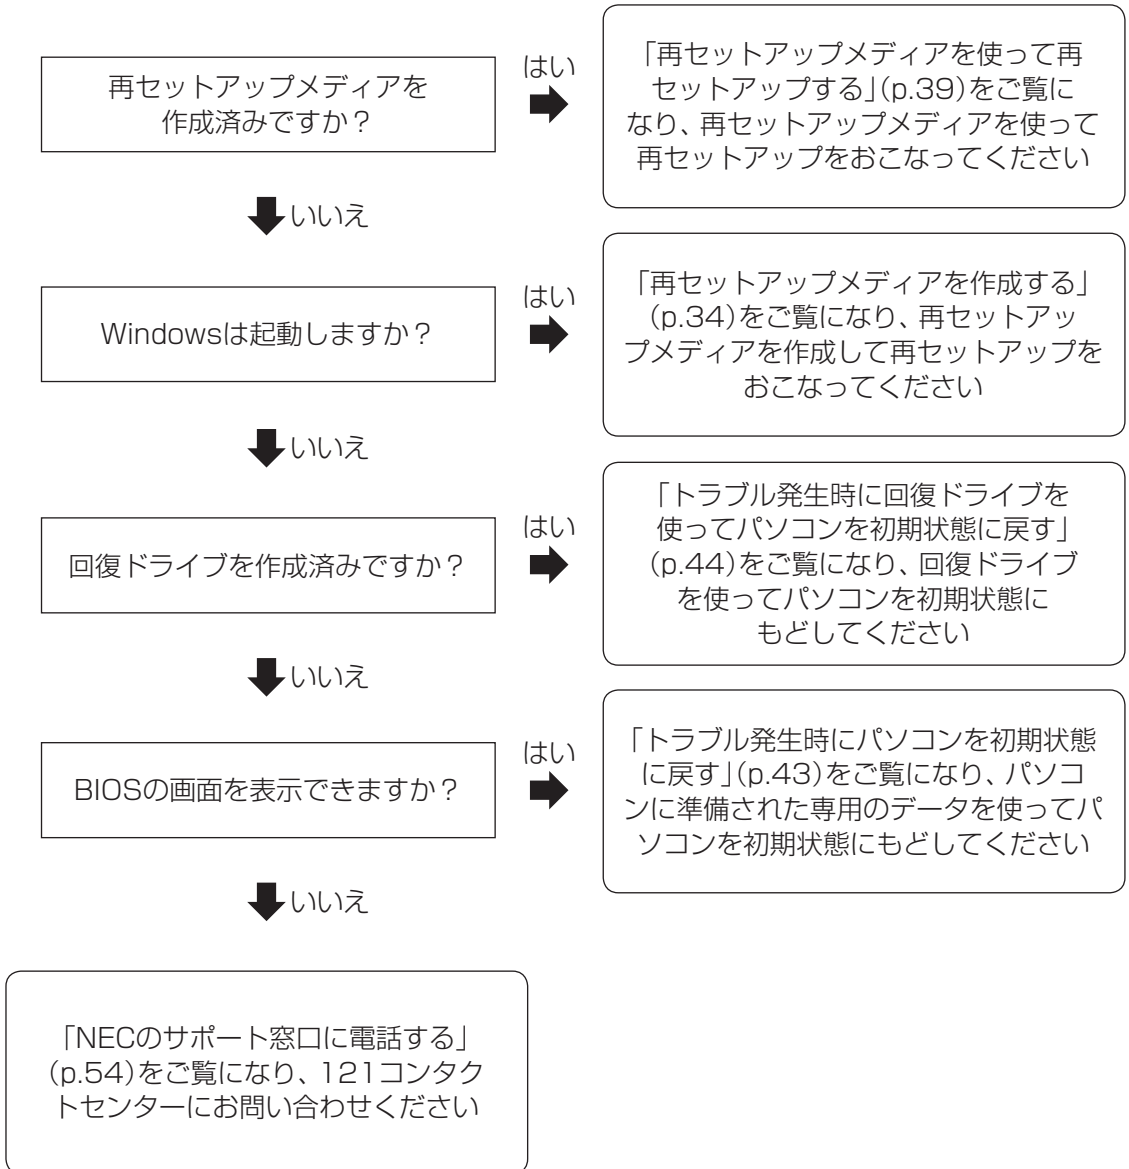 再セットアップメディアを
作成済みですか？
はい
「再セットアップメディアを使って再
セットアップする」(p.39)をご覧に
なり、再セットアップメディアを使って
再セットアップをおこなってください
いいえ
Windowsは起動しますか？
はい
「再セットアップメディアを作成する」
(p.34)をご覧になり、再セットアッ
プメディアを作成して再セットアップを
おこなってください
いいえ
回復ドライブを作成済みですか？
はい
「トラブル発生時に回復ドライブを
使ってパソコンを初期状態に戻す」
(p.44)をご覧になり、回復ドライブ
を使ってパソコンを初期状態に
もどしてください
いいえ
BIOSの画面を表示できますか？
はい
「トラブル発生時にパソコンを初期状態
に戻す」(p.43)をご覧になり、パソコ
ンに準備された専用のデータを使ってパ
ソコンを初期状態にもどしてください
いいえ
「NECのサポート窓口に電話する」
(p.54)をご覧になり、121コンタク
トセンターにお問い合わせください